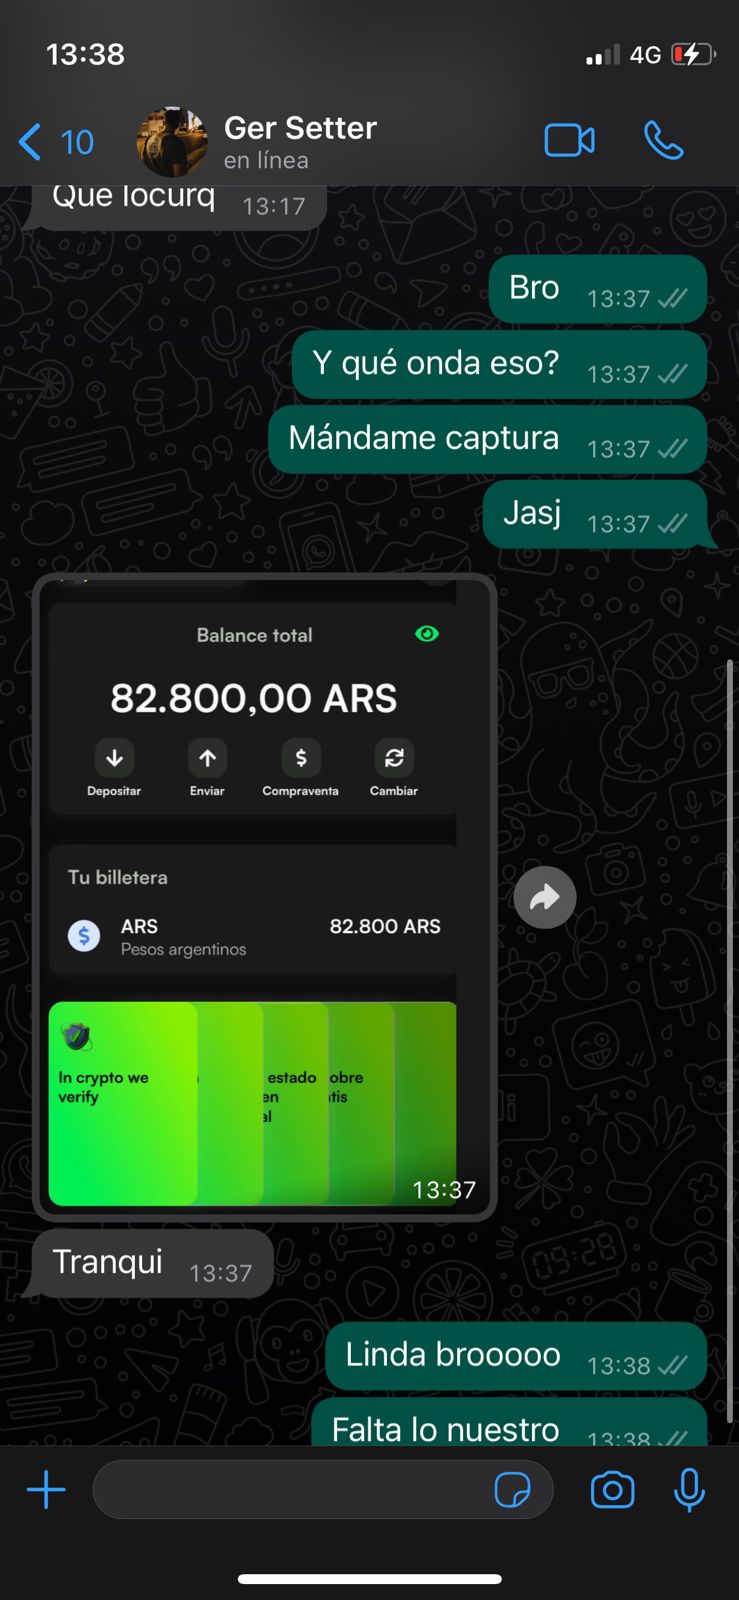 13:38
4G
10
Ger Setter
en línea
Que locurq 13:17
Bro 13:37
Y qué onda eso? 13:37
Mándame captura 13:37
Jasj 13:37
Balance total
82.800,00 ARS
Depositar Enviar Compraventa Cambiar
Tu billetera
ARS 82.800 ARS
Pesos argentinos
In crypto we
verify
estado
en
al
obre
tis
13:37
Tranqui 13:37
Linda brooooo 13:38
Falta lo nuestro 13:38